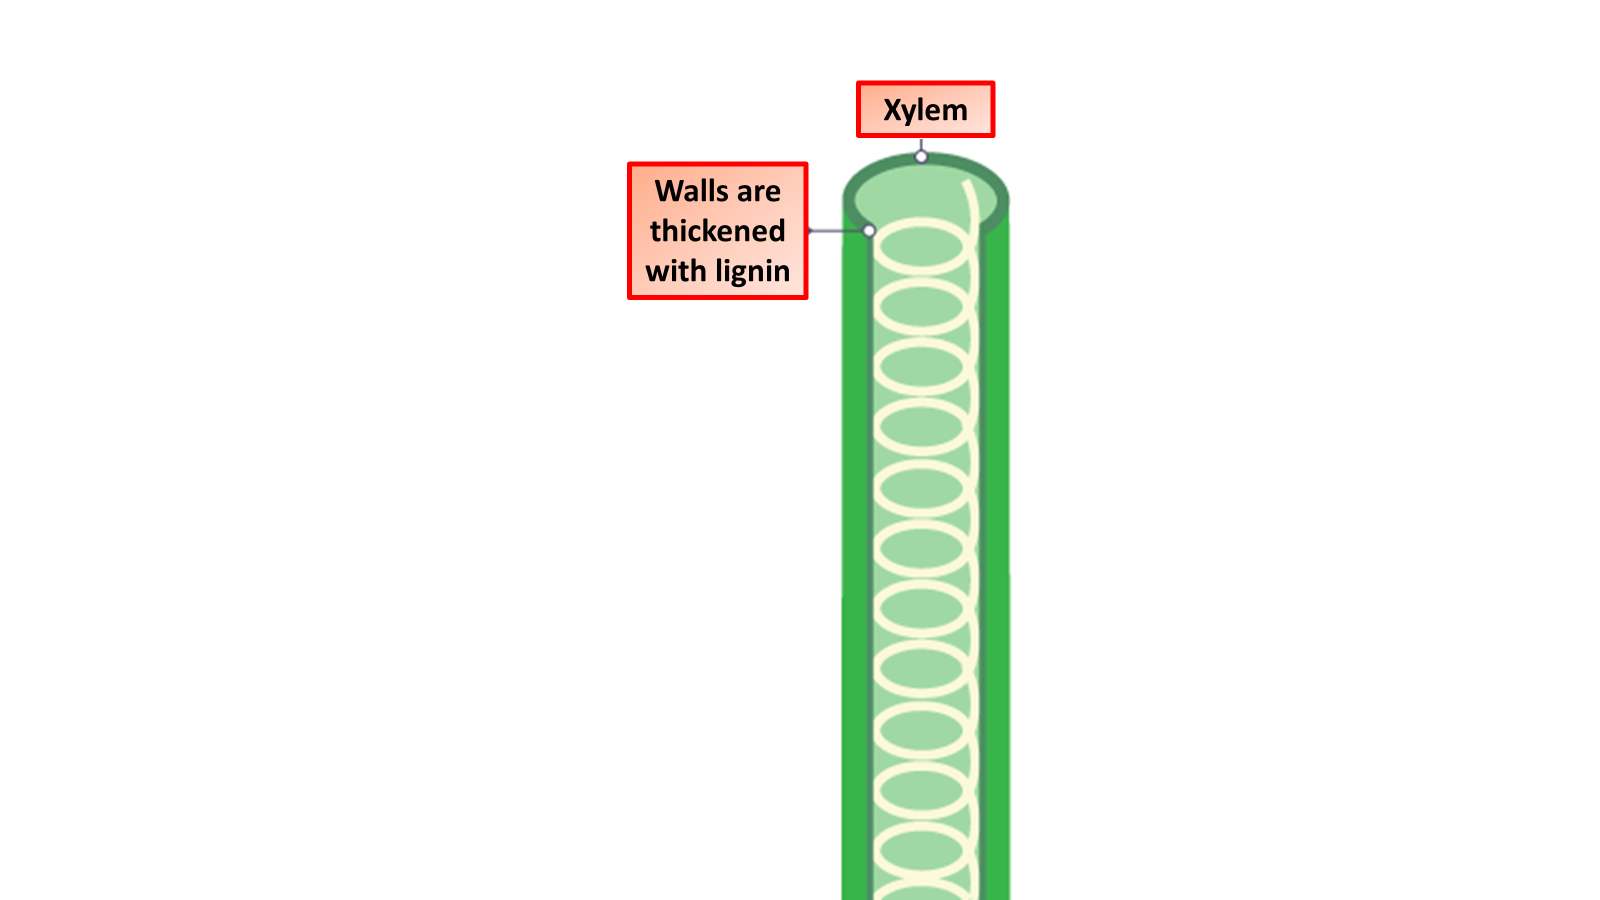 Xylem
Walls are
thickened
with lignin